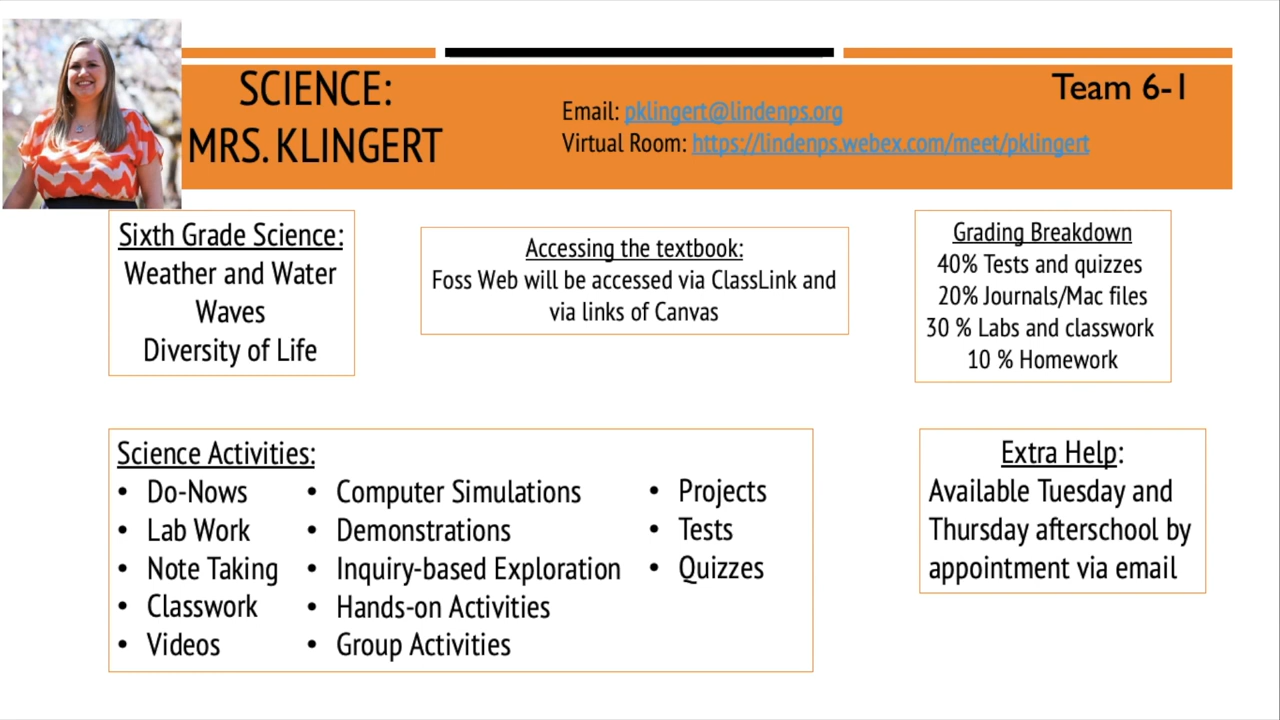 SCIENCE:
MRS. KLINGERT
Email: pklingert@lindenps.org
Virtual Room: https://lindenps.webex.com/meet/pklingert
Team 6-1
Sixth Grade Science:
Weather and Water
Waves
Diversity of Life
Accessing the textbook:
Foss Web will be accessed via ClassLink and
via links of Canvas
Grading Breakdown
40% Tests and quizzes
20% Journals/Mac files
30 % Labs and classwork
10 % Homework
Science Activities:
• Do-Nows
• Lab Work
• Note Taking
• Classwork
• Videos
• Computer Simulations
• Demonstrations
• Inquiry-based Exploration
• Hands-on Activities
• Group Activities
• Projects
• Tests
• Quizzes
Extra Help:
Available Tuesday and
Thursday afterschool by
appointment via email